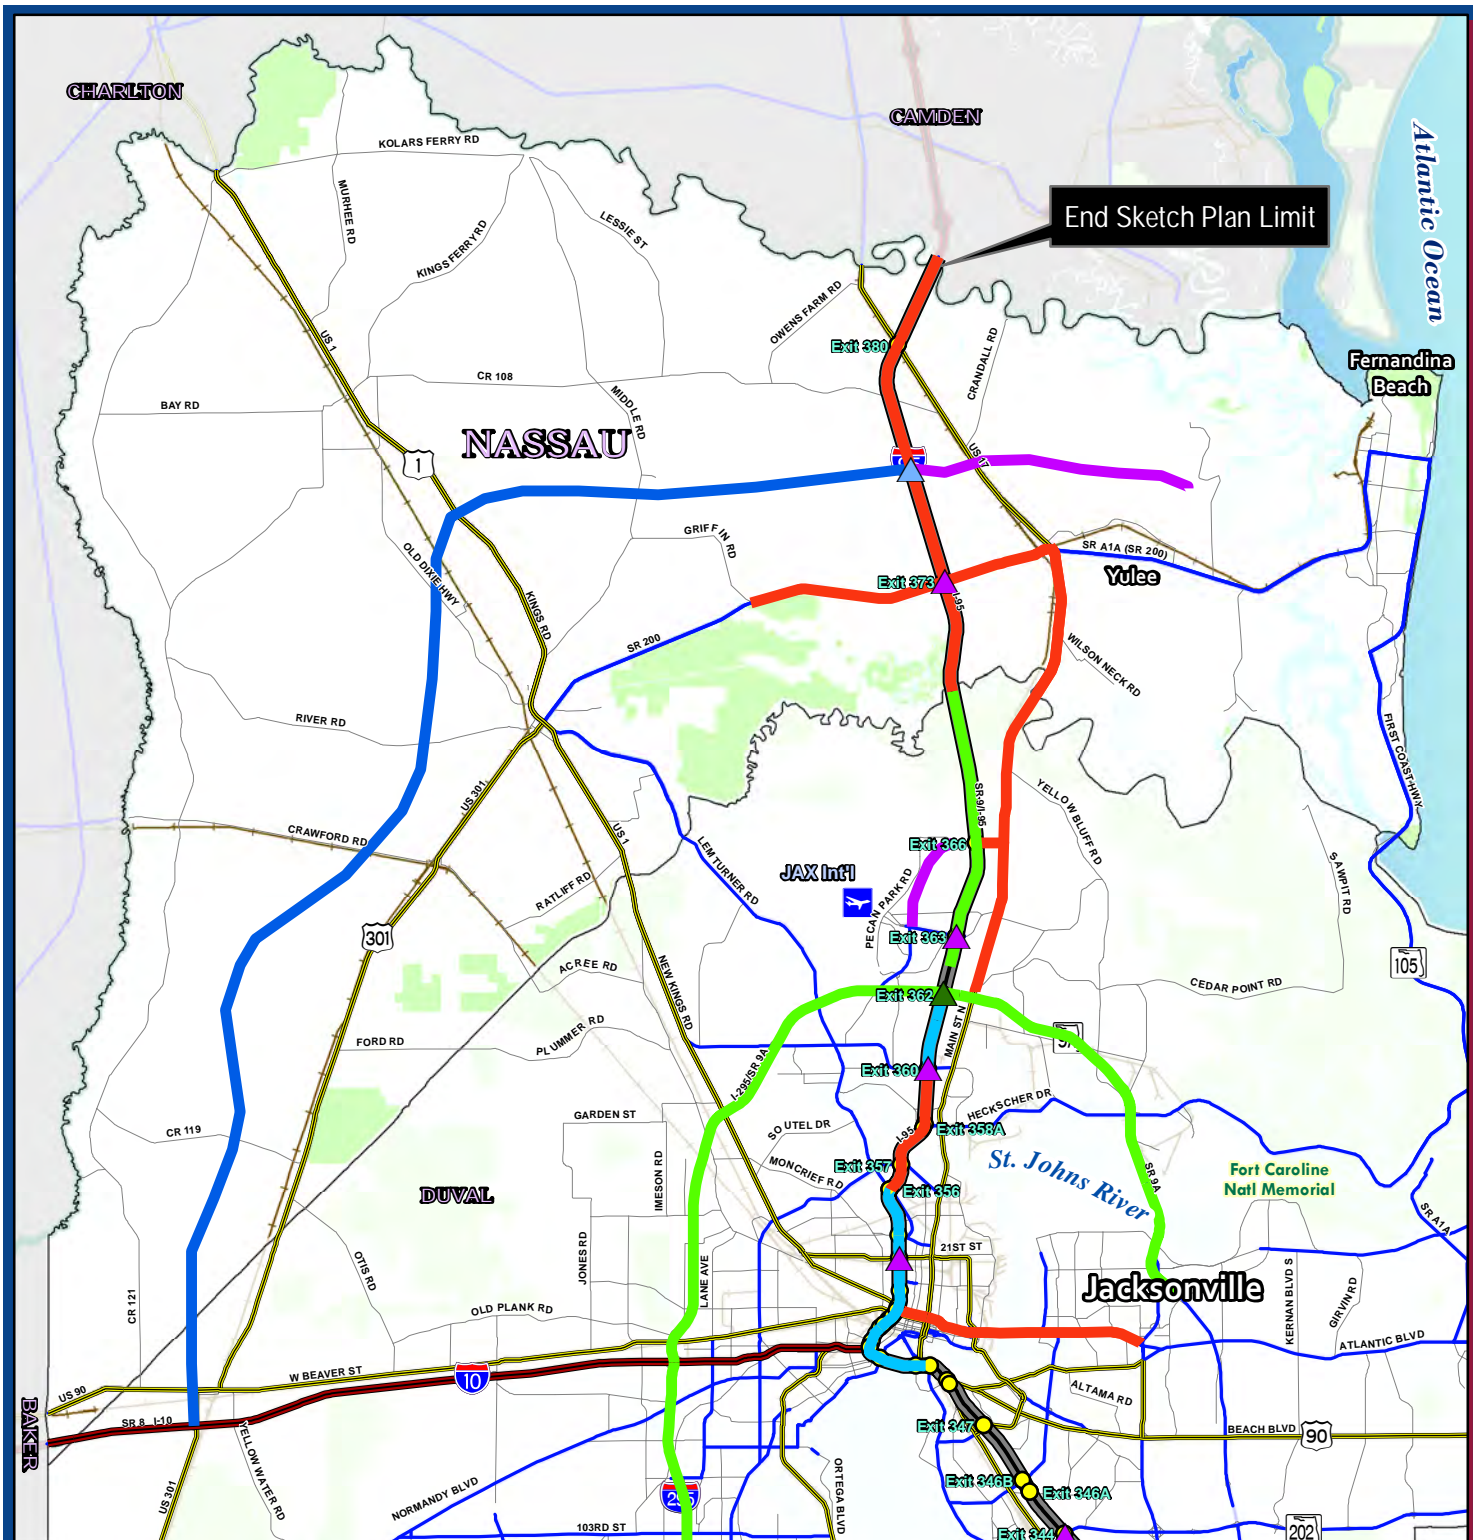 CHARLTON
CAMDEN
Atlantic Ocean
KOLARS FERRY RD
MURHEE RD
KINGS FERRY RD
LESSIE ST
End Sketch Plan Limit
OWENS FARM RD
US 1
Exit 380
CRANDALL RD
Fernandina
Beach
CR 108
BAY RD
MIDDLE RD
NASSAU
1
US 17
GRIFFIN RD
OLD DIXIE HWY
SR A1A (SR 200)
Yulee
Exit 373
I-95
KINGS RD
SR 200
WILSON NECK RD
RIVER RD
FIRST COAST HWY
US 301
SR 9/I-95
YELLOW BLUFF RD
CRAWFORD RD
US 1
LEM TURNER RD
Exit 366
JAX Int'l
SAWPIT RD
RATLIFF RD
PECAN PARK RD
301
Exit 363
ACREE RD
NEW KINGS RD
105
CEDAR POINT RD
Exit 362
FORD RD
PLUMMER RD
MAIN ST N
I-295/SR 9A
Exit 360
GARDEN ST
HECKSCHER DR
SOUTEL DR
I-95
Exit 358A
CR 119
MONCRIEF RD
Exit 357
St. Johns River
SR 9A
Fort Caroline
Natl Memorial
IMESON RD
DUVAL
Exit 356
SR A1A
21ST ST
OTIS RD
JONES RD
LANE AVE
Jacksonville
CR 121
OLD PLANK RD
KERNAN BLVD S
GIRVIN RD
ATLANTIC BLVD
W BEAVER ST
10
US 90
ALTAMA RD
BAKER
SR 8
I-10
YELLOW WATER RD
Exit 347
BEACH BLVD
90
US 301
NORMANDY BLVD
ORTEGA BLVD
Exit 346B
Exit 346A
295
103RD ST
Exit 344
202